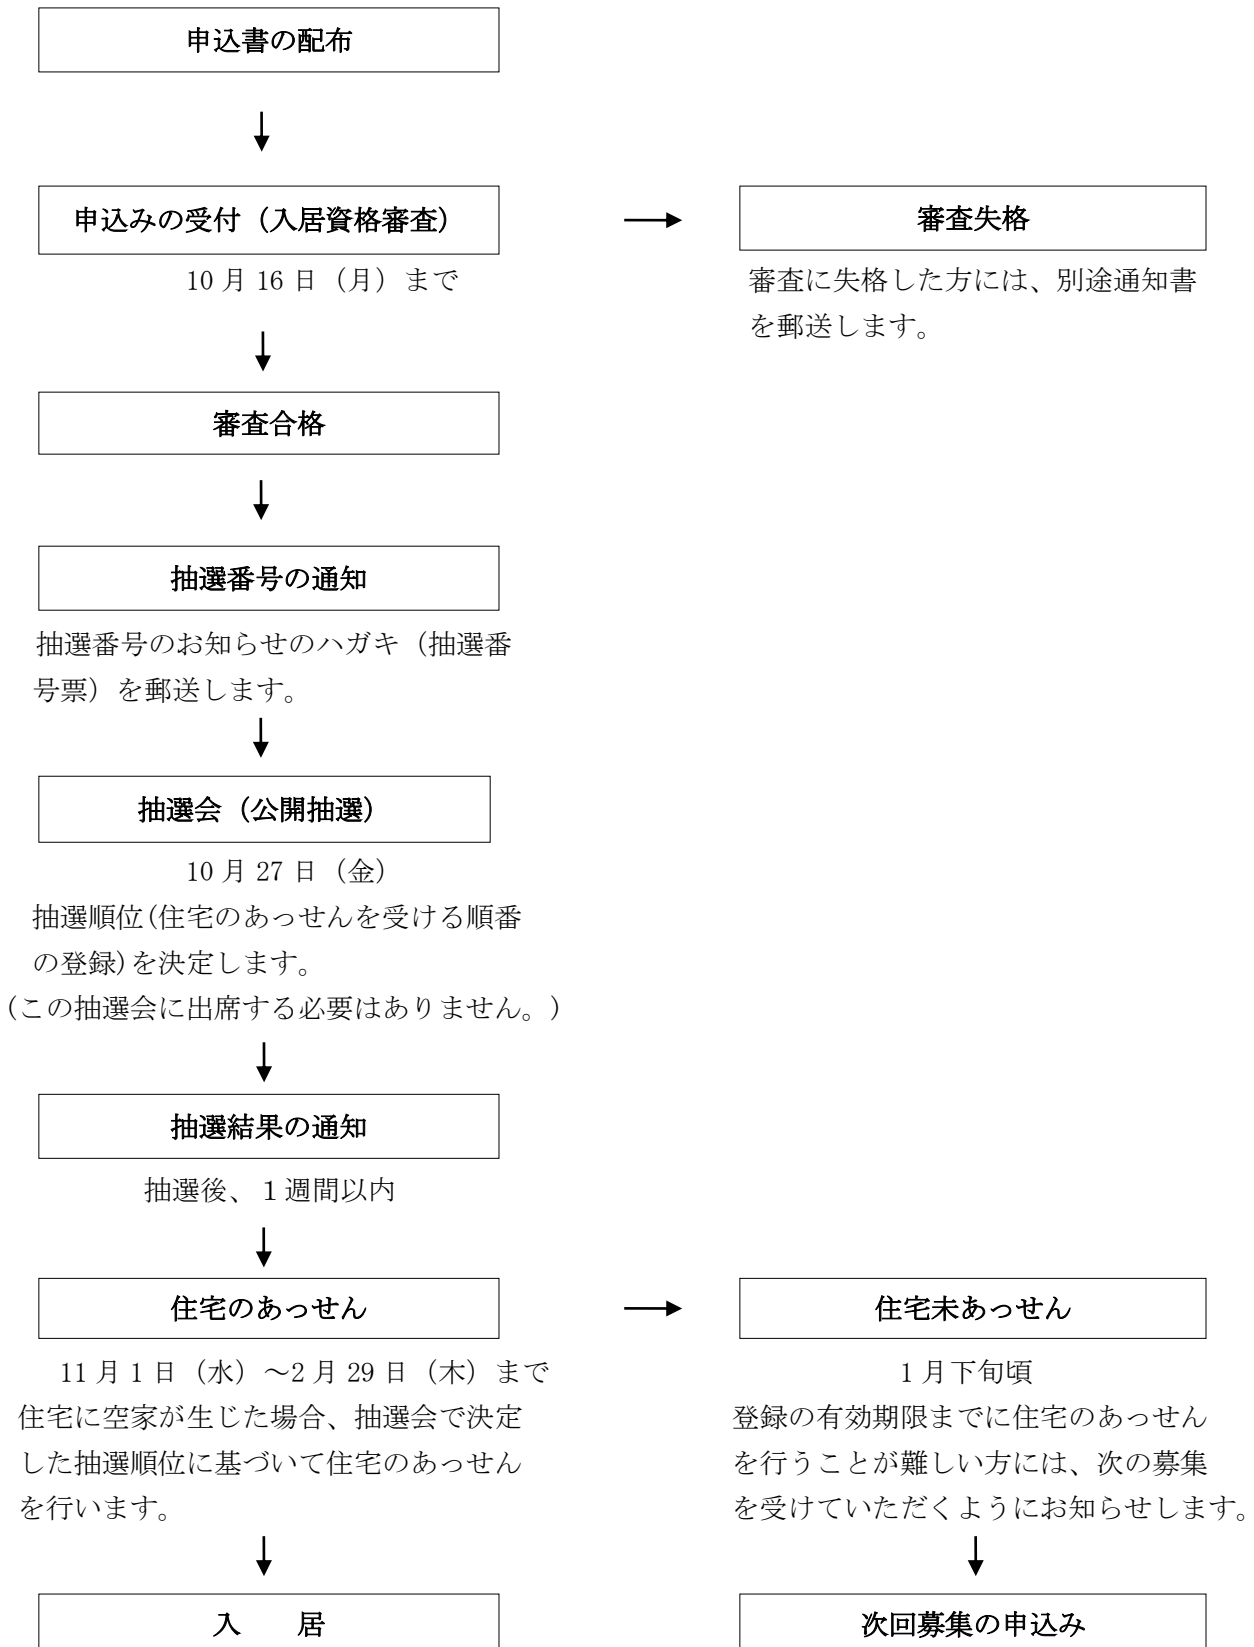 申込書の配布
申込みの受付（入居資格審査）
審査失格
10月16日（月）まで
審査に失格した方には、別途通知書
を郵送します。
審査合格
抽選番号の通知
抽選番号のお知らせのハガキ（抽選番
号票）を郵送します。
抽選会（公開抽選）
10月27日（金）
抽選順位(住宅のあっせんを受ける順番
の登録)を決定します。
(この抽選会に出席する必要はありません。)
抽選結果の通知
抽選後、１週間以内
住宅のあっせん
住宅未あっせん
11月1日（水）～2月29日（木）まで
住宅に空家が生じた場合、抽選会で決定
した抽選順位に基づいて住宅のあっせん
を行います。
1月下旬頃
登録の有効期限までに住宅のあっせん
を行うことが難しい方には、次の募集
を受けていただくようにお知らせします。
入　　居
次回募集の申込み